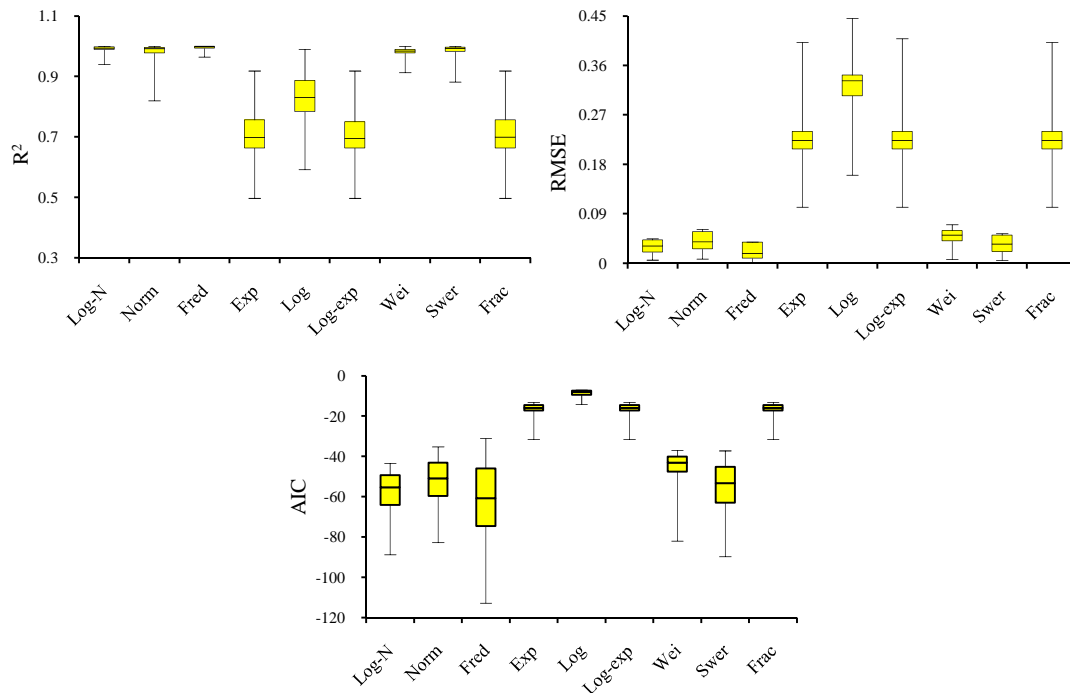 1.1
0.9
0.7
0.5
0.3
R²
Log-N
Norm
Fred
Exp
Log
Log-exp
Wei
Swer
Frac
0.45
0.36
0.27
0.18
0.09
0
RMSE
Log-N
Norm
Fred
Exp
Log
Log-exp
Wei
Swer
Frac
0
-20
-40
-60
-80
-100
-120
AIC
Log-N
Norm
Fred
Exp
Log
Log-exp
Wei
Swer
Frac